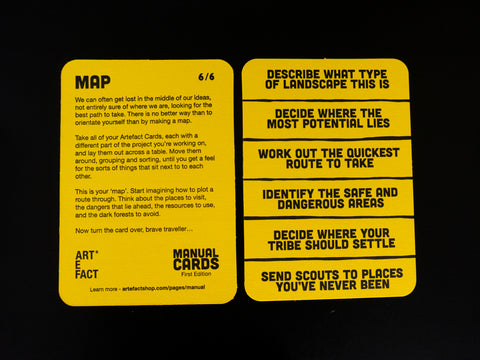 MAP
6/6
We can often get lost in the middle of our ideas,
not entirely sure of where we are, looking for the
best path to take. There is no better way than to
orientate yourself than by making a map.
Take all of your Artefact Cards, each with a
different part of the project you're working on,
and lay them out across a table. Move them
around, grouping and sorting, until you get a feel
for the sorts of things that sit next to to each
other.
This is your 'map'. Start imagining how to plot a
route through. Think about the places to visit,
the dangers that lie ahead, the resources to use,
and the dark forests to avoid.
Now turn the card over, brave traveller...
ART*
E
FACT
MANUAL
CARDS
First Edition
Learn more - artefactshop.com/pages/manual
DESCRIBE WHAT TYPE
OF LANDSCAPE THIS IS
DECIDE WHERE THE
MOST POTENTIAL LIES
WORK OUT THE QUICKEST
ROUTE TO TAKE
IDENTIFY THE SAFE AND
DANGEROUS AREAS
DECIDE WHERE YOUR
TRIBE SHOULD SETTLE
SEND SCOUTS TO PLACES
YOU'VE NEVER BEEN